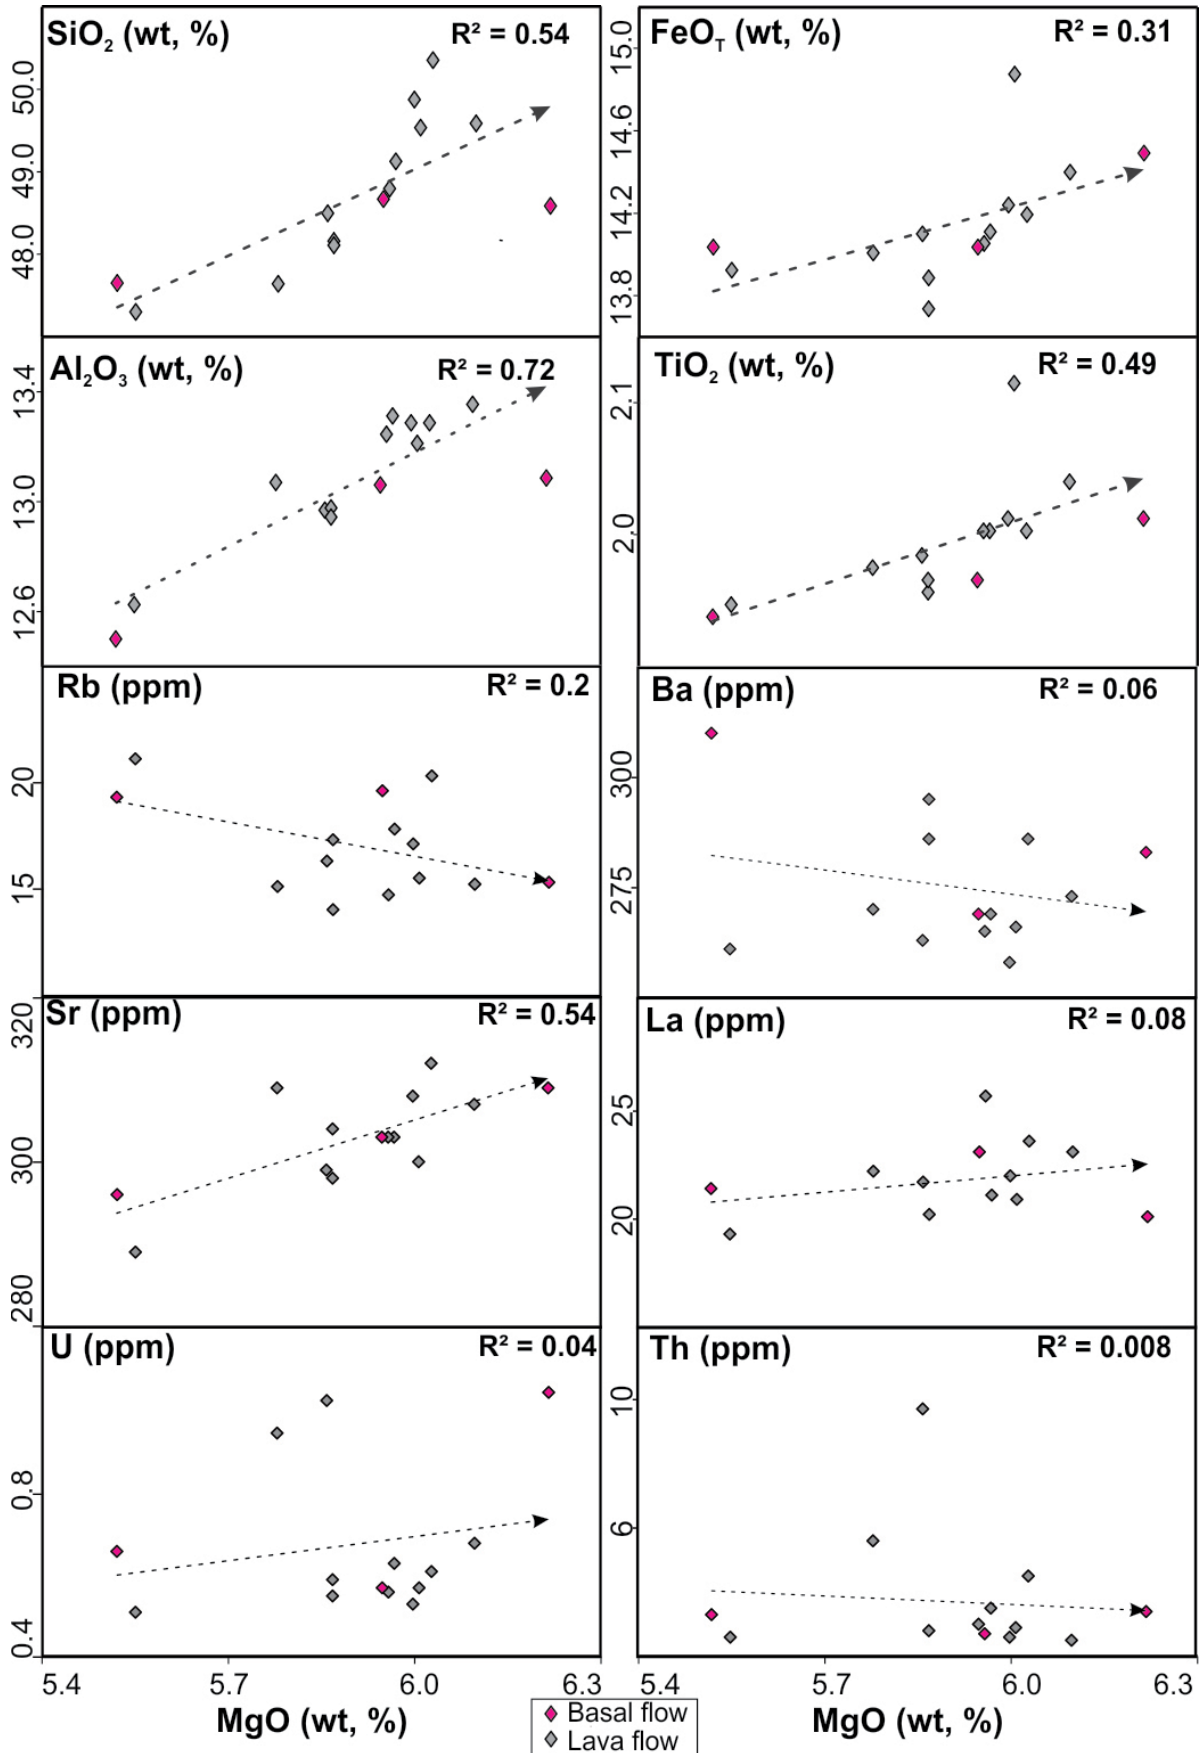 SiO₂ (wt, %) R² = 0.54
50.0
49.0
48.0
FeO_T (wt, %) R² = 0.31
15.0
14.6
14.2
13.8
Al₂O₃ (wt, %) R² = 0.72
13.4
13.0
12.6
TiO₂ (wt, %) R² = 0.49
2.1
2.0
Rb (ppm) R² = 0.2
20
15
Ba (ppm) R² = 0.06
300
275
Sr (ppm) R² = 0.54
320
300
280
La (ppm) R² = 0.08
25
20
U (ppm) R² = 0.04
0.8
0.4
Th (ppm) R² = 0.008
10
6
5.4 5.7 6.0 6.3
MgO (wt, %)
5.4 5.7 6.0 6.3
MgO (wt, %)
Basal flow
Lava flow